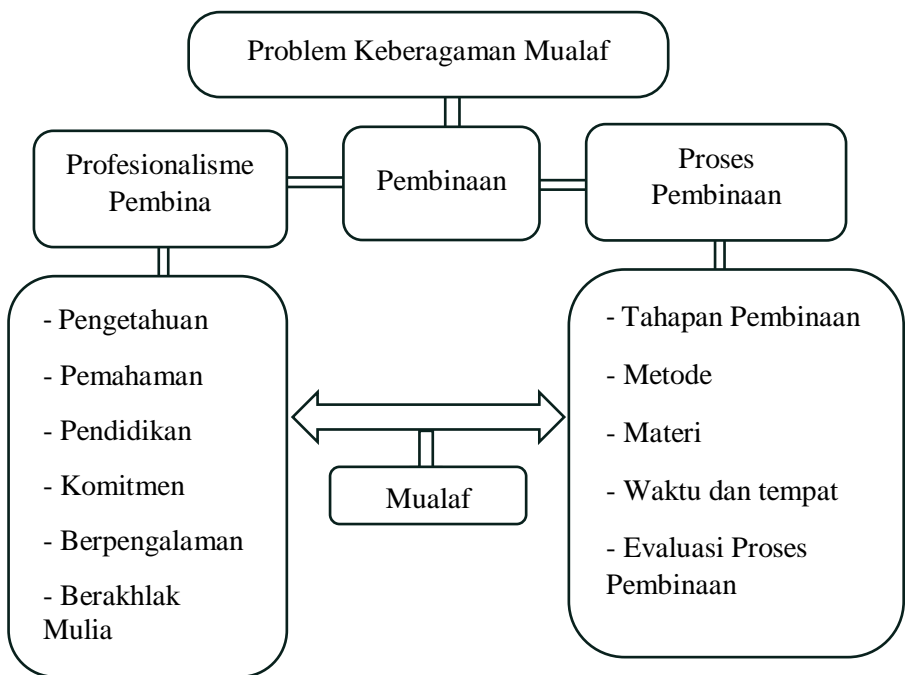 Problem Keberagaman Mualaf
Profesionalisme
Pembina
Pembinaan
Proses
Pembinaan
- Pengetahuan
- Pemahaman
- Pendidikan
- Komitmen
- Berpengalaman
- Berakhlak
Mulia
Mualaf
- Tahapan Pembinaan
- Metode
- Materi
- Waktu dan tempat
- Evaluasi Proses
Pembinaan